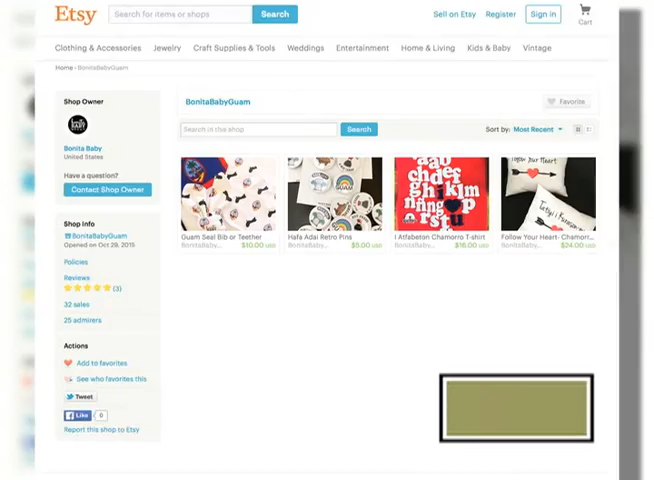 Etsy
Search for items or shops
Search
Sell on Etsy
Register
Sign in
Cart
Clothing & Accessories
Jewelry
Craft Supplies & Tools
Weddings
Entertainment
Home & Living
Kids & Baby
Vintage
Home › BonitaBabyGuam
Shop Owner
Bonita Baby
United States
Have a question?
Contact Shop Owner
Shop Info
BonitaBabyGuam
Opened on Oct 29, 2015
Policies
Reviews
(3)
32 sales
25 admirers
Actions
Add to favorites
See who favorites this
Tweet
Like
0
Report this shop to Etsy
BonitaBabyGuam
Favorite
Search in this shop
Search
Sort by: Most Recent
Guam Seal Bib or Teether
BonitaBaby... $10.00 USD
Hafa Adai Retro Pins
BonitaBaby... $5.00 USD
I Atfabeton Chamorro T-shirt
BonitaBaby... $16.00 USD
Follow Your Heart- Chamorr...
BonitaBaby... $24.00 USD